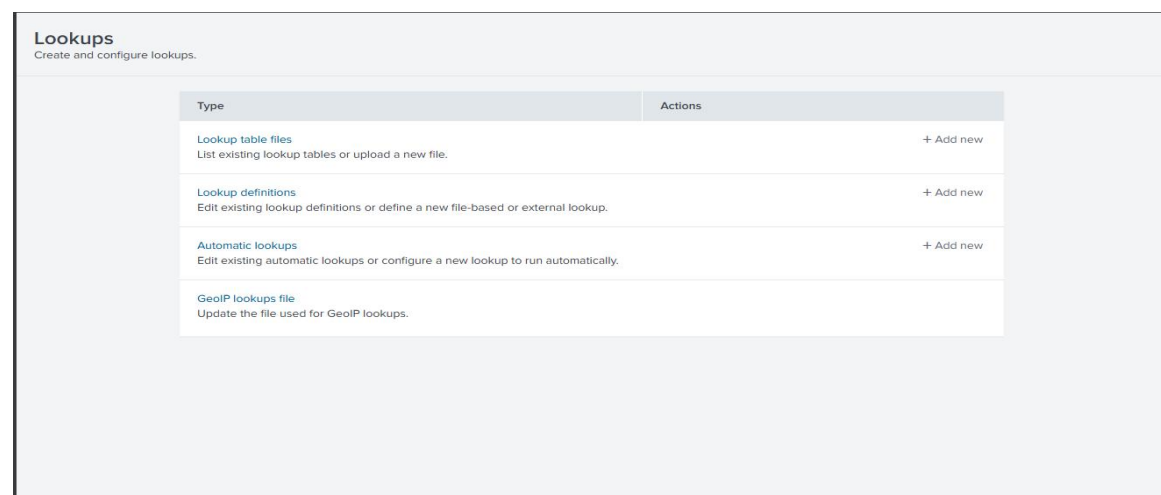 Lookups
Create and configure lookups.
Type Actions
Lookup table files + Add new
List existing lookup tables or upload a new file.
Lookup definitions + Add new
Edit existing lookup definitions or define a new file-based or external lookup.
Automatic lookups + Add new
Edit existing automatic lookups or configure a new lookup to run automatically.
GeoIP lookups file
Update the file used for GeoIP lookups.